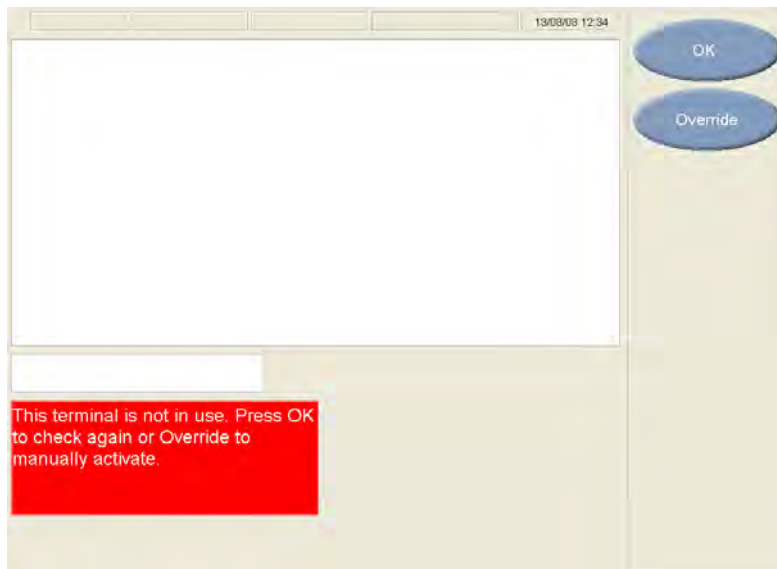 13/08/08 12:34
OK
Override
This terminal is not in use. Press OK
to check again or Override to
manually activate.